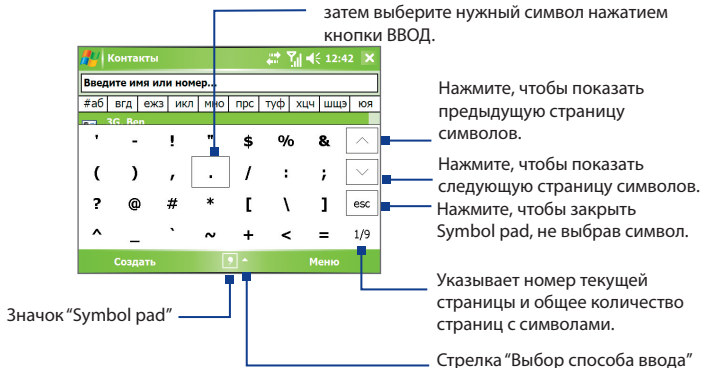 затем выберите нужный символ нажатием
кнопки ВВОД.
Контакты 12:42
Введите имя или номер...
#аб вгд ежз икл мно прс туф хцч шщэ юя
3G, Ben
' - ! " $ % &
( ) , . / : ;
? @ # * [ \ ] esc
^ _ ` ~ + < = 1/9
Создать Меню
Нажмите, чтобы показать
предыдущую страницу
символов.
Нажмите, чтобы показать
следующую страницу символов.
Нажмите, чтобы закрыть
Symbol pad, не выбрав символ.
Указывает номер текущей
страницы и общее количество
страниц с символами.
Значок “Symbol pad”
Стрелка “Выбор способа ввода”